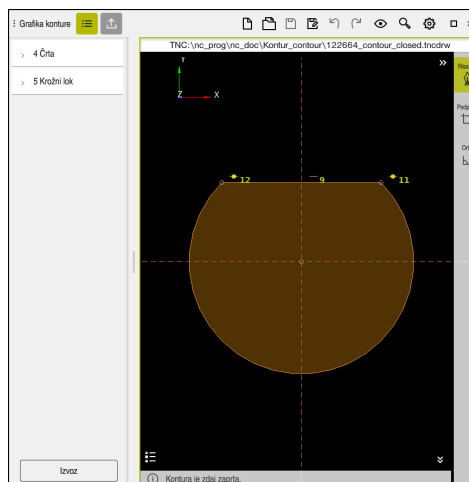 Grafika konture
TNC:\nc_prog\nc_doc\Kontur_contour\122664_contour_closed.tncdrw
4 Črta
5 Krožni lok
Y
Z
X
12
9
11
Izvoz
Kontura je zdaj zaprta.